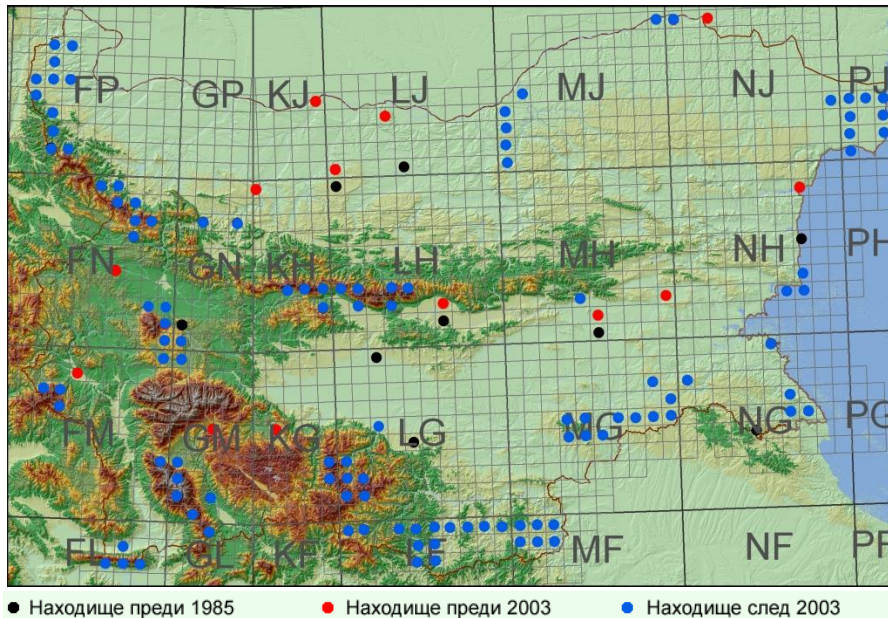 FP GP KJ LJ MJ NJ PJ
FN GN KH LH MH NH PH
FM GM KG LG MG NG PG
FL GL KF LF MF NF PF
Находище преди 1985 Находище преди 2003 Находище след 2003